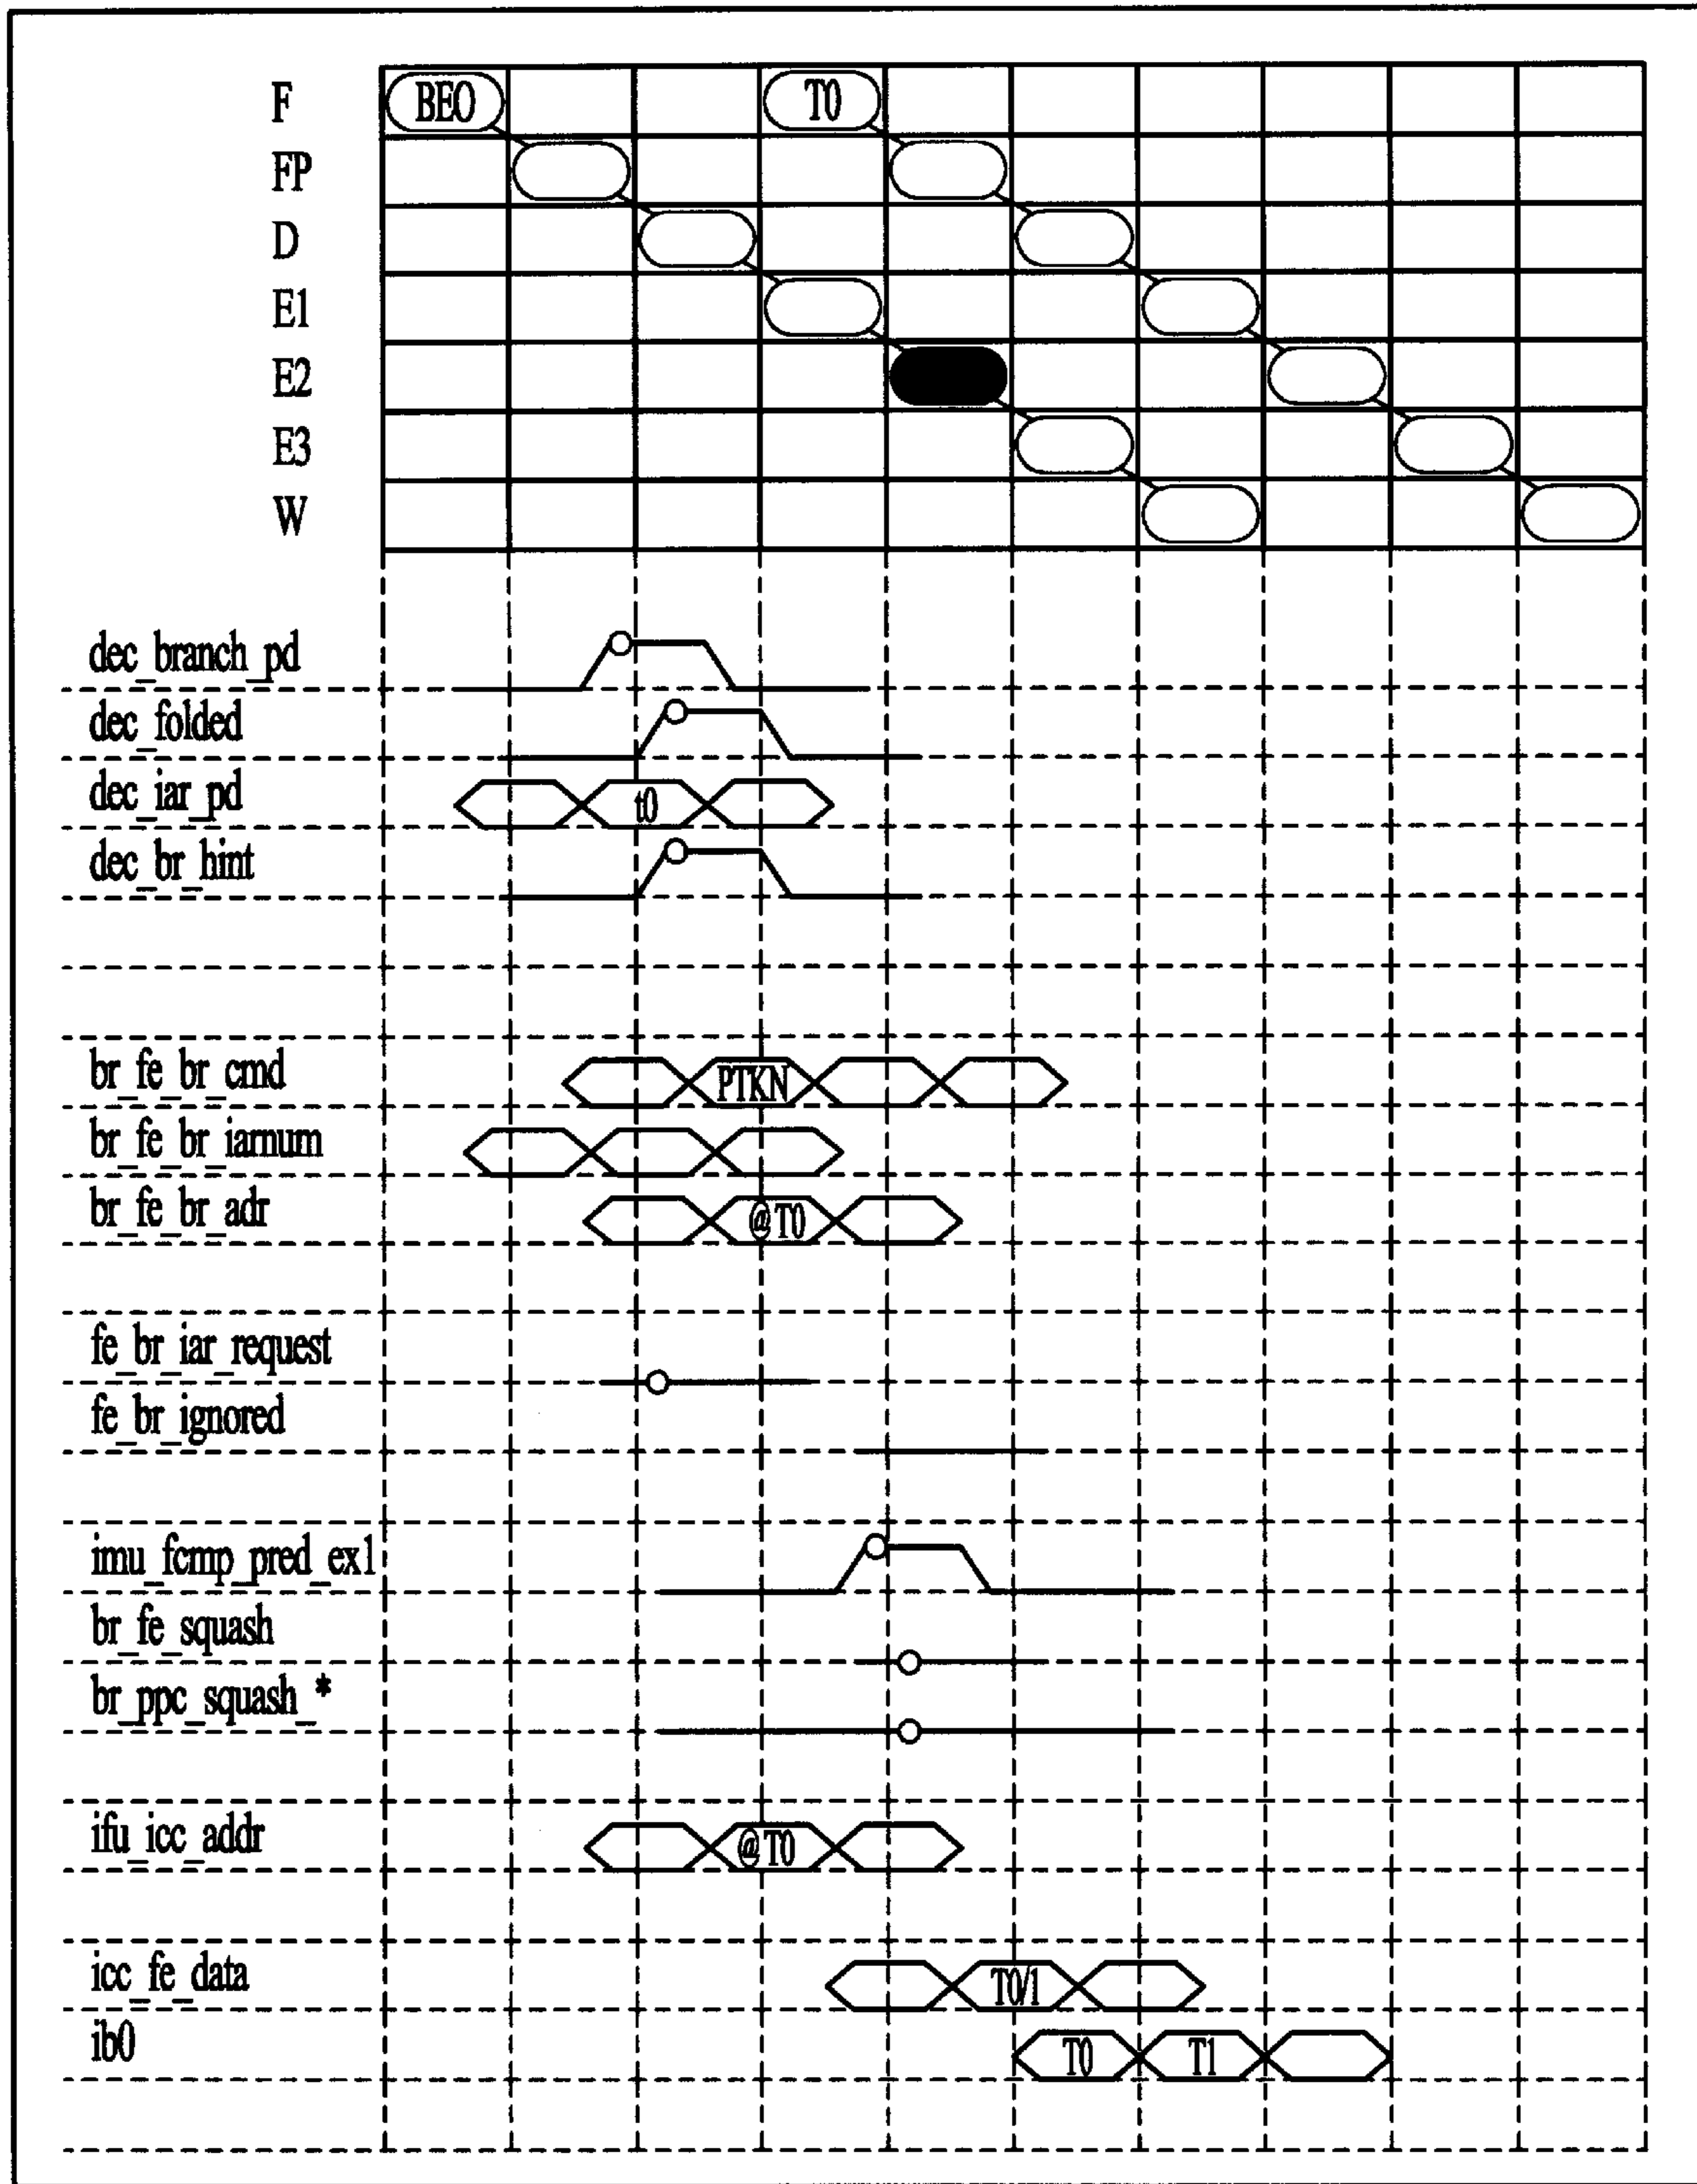 F BEO T0
FP
D
E1
E2
E3
W
dec_branch_pd
dec_folded
dec_iar_pd t0
dec_br_hint
br_fe_br_cmd PTKN
br_fe_br_iarnum
br_fe_br_adr @T0
fe_br_iar_request
fe_br_ignored
imu_fcmp_pred_ex1
br_fe_squash
br_ppc_squash_*
ifu_icc_addr @T0
icc_fe_data T0/1
ib0 T0 T1